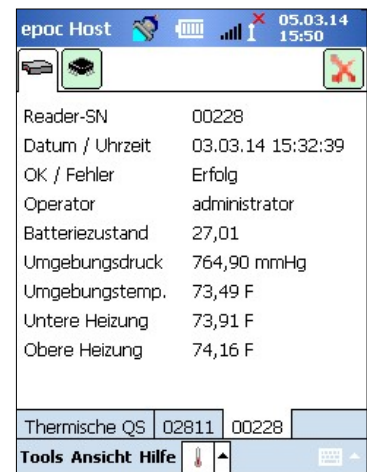 epoc Host 05.03.14
15:50
Reader-SN 00228
Datum / Uhrzeit 03.03.14 15:32:39
OK / Fehler Erfolg
Operator administrator
Batteriezustand 27,01
Umgebungsdruck 764,90 mmHg
Umgebungstemp. 73,49 F
Untere Heizung 73,91 F
Obere Heizung 74,16 F
Thermische QS 02811 00228
Tools Ansicht Hilfe